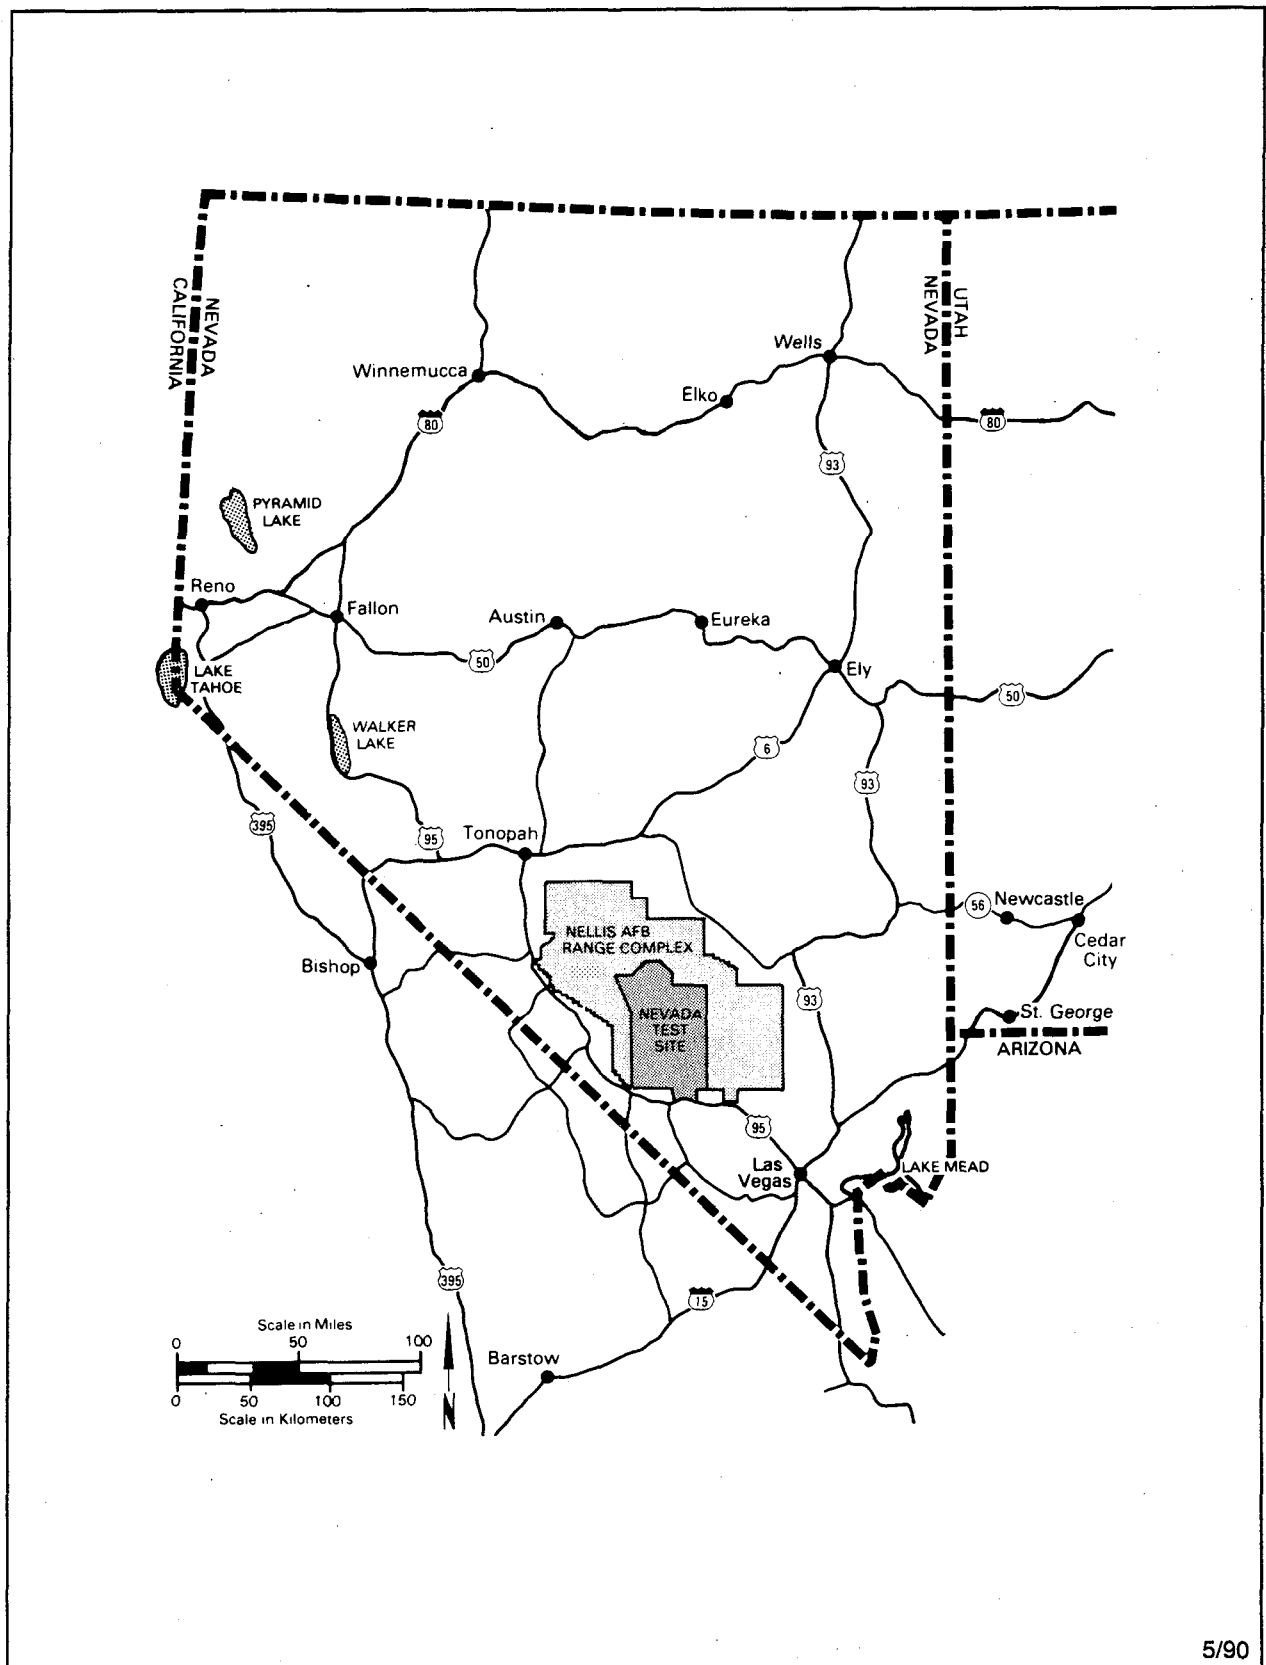 NEVADA
CALIFORNIA
UTAH
NEVADA
Wells
Winnemucca
Elko
80
80
93
PYRAMID
LAKE
Reno
Fallon
Austin
Eureka
50
Ely
LAKE
TAHOE
50
WALKER
LAKE
6
93
395
95
Tonopah
56
Newcastle
NELLIS AFB
RANGE COMPLEX
Cedar
City
Bishop
93
NEVADA
TEST
SITE
St. George
ARIZONA
95
Las
Vegas
LAKE MEAD
395
15
Scale in Miles
0 50 100
Barstow
0 50 100 150
Scale in Kilometers
N
5/90